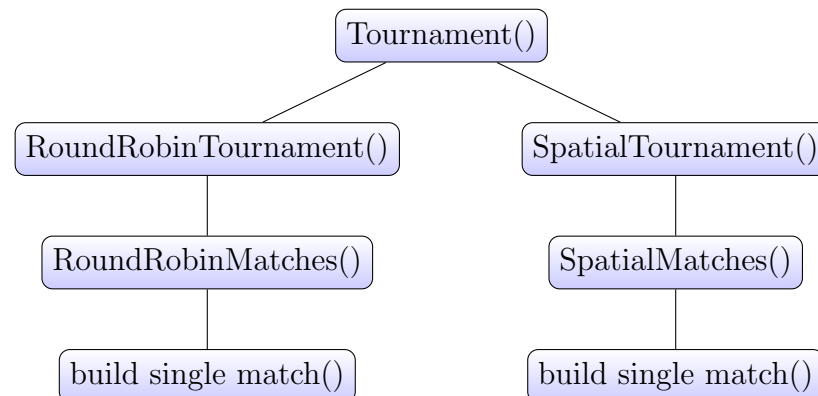 Tournament()
RoundRobinTournament()
SpatialTournament()
RoundRobinMatches()
SpatialMatches()
build single match()
build single match()